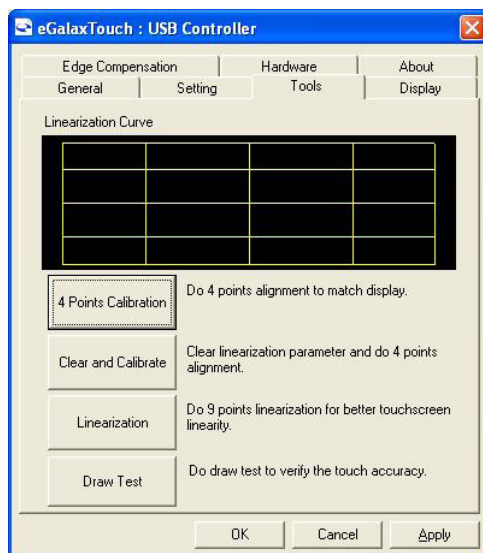 eGalaxTouch : USB Controller
Edge Compensation Hardware About
General Setting Tools Display
Linearization Curve
4 Points Calibration
Do 4 points alignment to match display.
Clear and Calibrate
Clear linearization parameter and do 4 points
alignment.
Linearization
Do 9 points linearization for better touchscreen
linearity.
Draw Test
Do draw test to verify the touch accuracy.
OK Cancel Apply